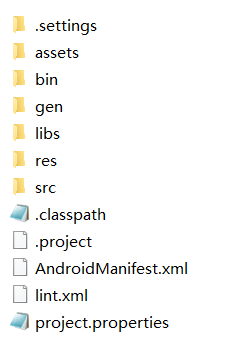 .settings
assets
bin
gen
libs
res
src
.classpath
.project
AndroidManifest.xml
lint.xml
project.properties